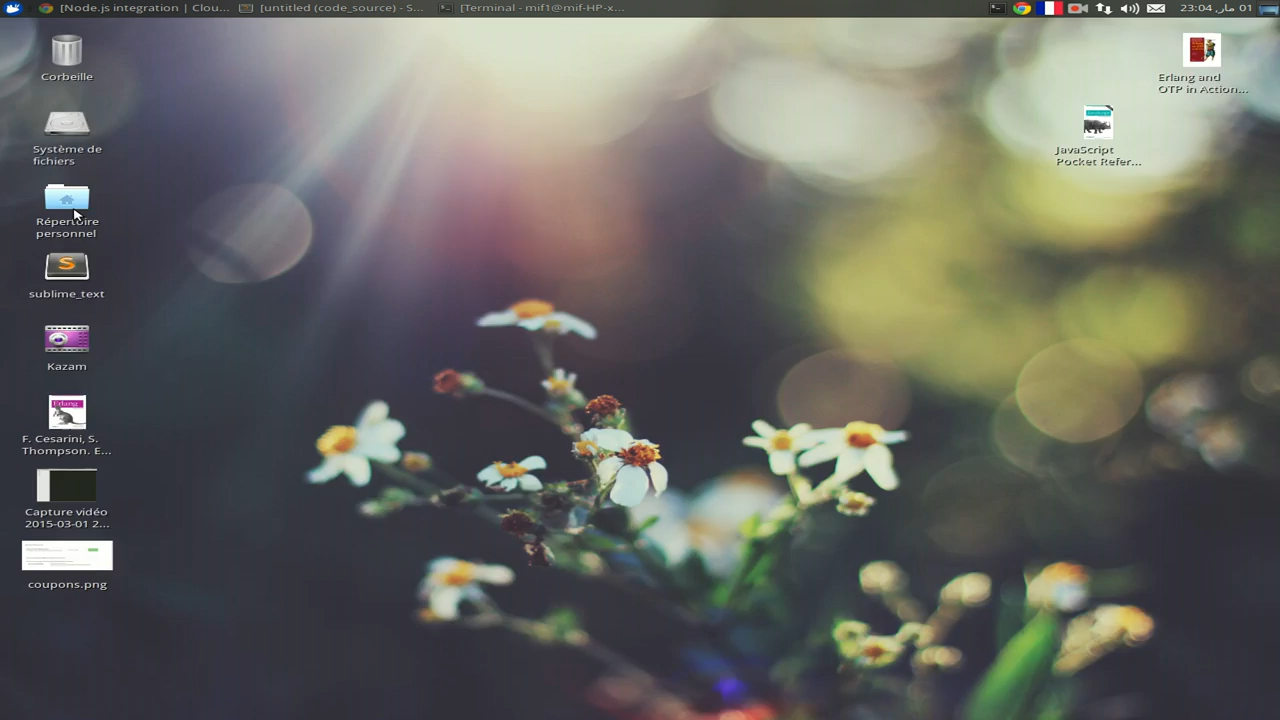 [Node.js integration | Clou...
[untitled (code_source) - S...
[Terminal - mif1@mif-HP-x...
23:04 ,مار 01
Corbeille
Système de
fichiers
Répertoire
personnel
sublime_text
Kazam
Erlang
F. Cesarini, S.
Thompson. E...
Capture vidéo
2015-03-01 2...
coupons.png
Erlang and
OTP in Action...
JavaScript
Pocket Refer...